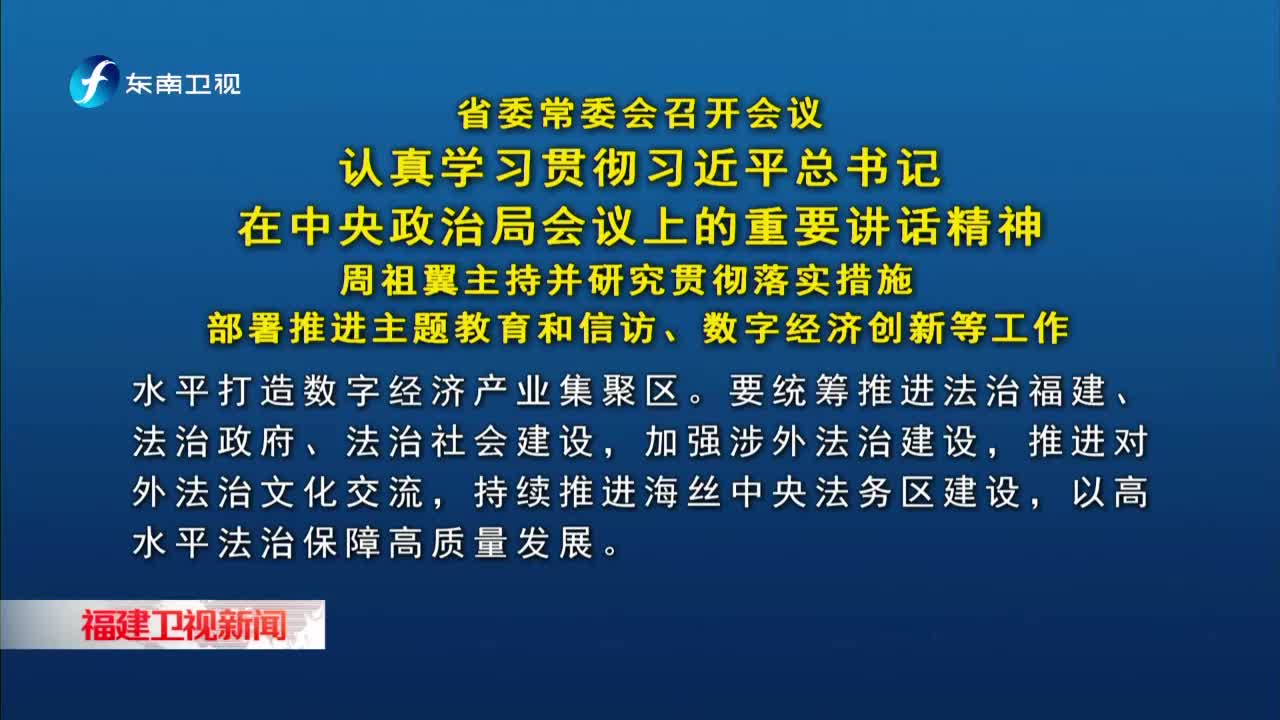 东南卫视
省委常委会召开会议
认真学习贯彻习近平总书记
在中央政治局会议上的重要讲话精神
周祖翼主持并研究贯彻落实措施
部署推进主题教育和信访、数字经济创新等工作
水平打造数字经济产业集聚区。要统筹推进法治福建、
法治政府、法治社会建设，加强涉外法治建设，推进对
外法治文化交流，持续推进海丝中央法务区建设，以高
水平法治保障高质量发展。
福建卫视新闻